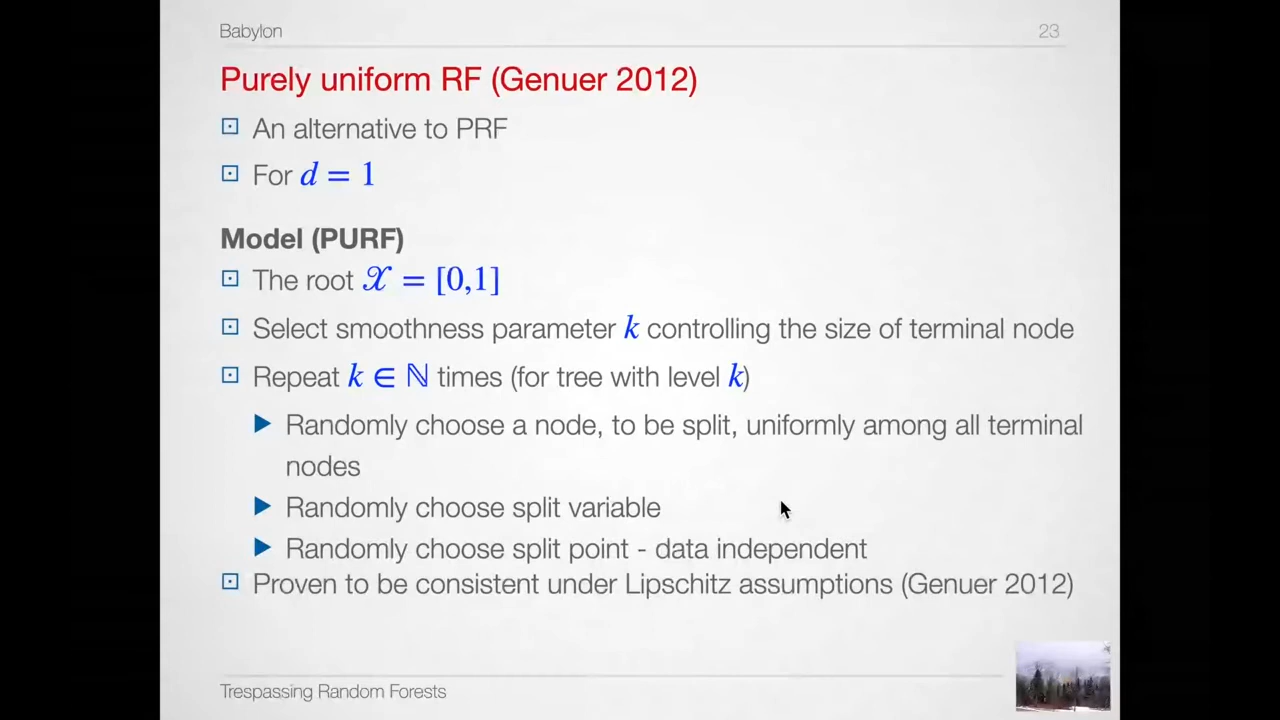 Babylon 23
Purely uniform RF (Genuer 2012)
An alternative to PRF
For d = 1
Model (PURF)
The root 𝒳 = [0,1]
Select smoothness parameter k controlling the size of terminal node
Repeat k ∈ ℕ times (for tree with level k)
Randomly choose a node, to be split, uniformly among all terminal
nodes
Randomly choose split variable
Randomly choose split point - data independent
Proven to be consistent under Lipschitz assumptions (Genuer 2012)
Trespassing Random Forests